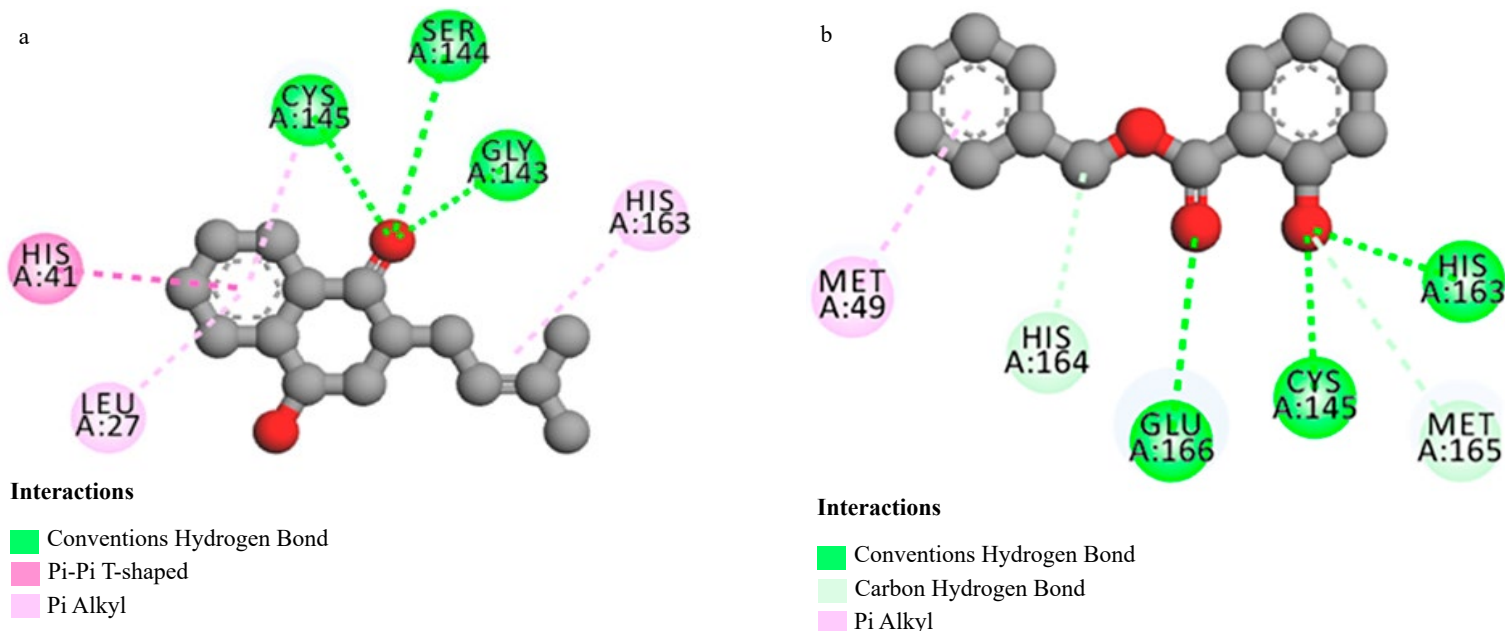 a
SER
A:144
CYS
A:145
GLY
A:143
HIS
A:163
HIS
A:41
LEU
A:27
Interactions
Conventions Hydrogen Bond
Pi-Pi T-shaped
Pi Alkyl
b
MET
A:49
HIS
A:164
GLU
A:166
CYS
A:145
HIS
A:163
MET
A:165
Interactions
Conventions Hydrogen Bond
Carbon Hydrogen Bond
Pi Alkyl